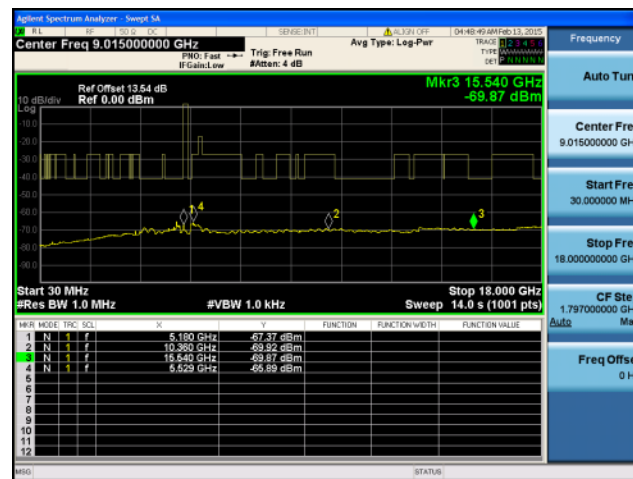 Agilent Spectrum Analyzer - Swept SA
RL RF 50 Ω DC SENSE:INT ALIGN OFF 04:48:49 AM Feb 13, 2015
Center Freq 9.015000000 GHz
PNO: Fast
IFGain:Low
Trig: Free Run
#Atten: 4 dB
Avg Type: Log-Pwr
TRACE 1 2 3 4 5 6
TYPE
DET P N N N N N
Mkr3 15.540 GHz
-69.87 dBm
Ref Offset 13.54 dB
10 dB/div Ref 0.00 dBm
Log
-10.0
-20.0
-30.0
-40.0
-50.0
-60.0
-70.0
-80.0
-90.0
4
2
3
Start 30 MHz
Stop 18.000 GHz
#Res BW 1.0 MHz #VBW 1.0 kHz Sweep 14.0 s (1001 pts)
MKR MODE TRC SCL X Y FUNCTION FUNCTION WIDTH FUNCTION VALUE
1 N 1 f 5.180 GHz -67.37 dBm
2 N 1 f 10.360 GHz -69.92 dBm
3 N 1 f 15.540 GHz -69.87 dBm
4 N 1 f 5.529 GHz -65.89 dBm
5
6
7
8
9
10
11
12
MSG STATUS
Frequency
Auto Tun
Center Fre
9.015000000 GH
Start Fre
30.000000 MH
Stop Fre
18.000000000 GH
CF Ste
1.797000000 GH
Auto Ma
Freq Offse
0 H